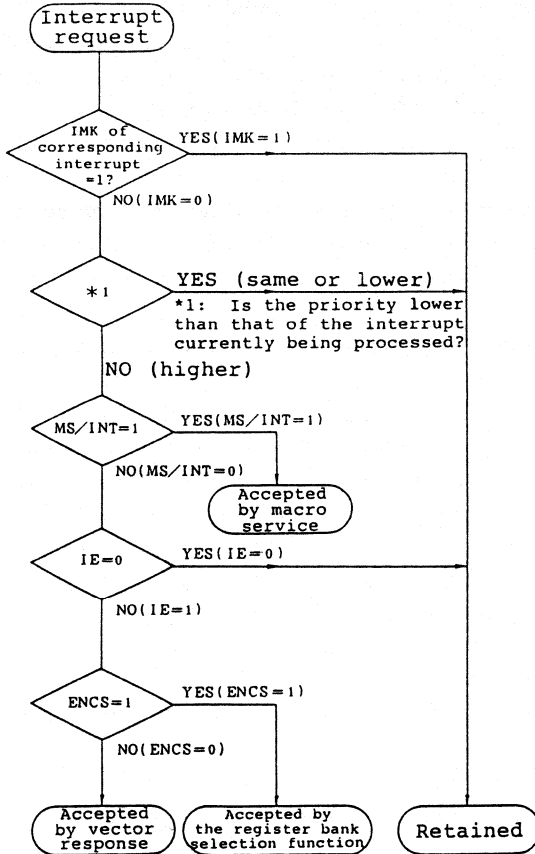 Interrupt
request
IMK of
corresponding
interrupt
=1?
YES(IMK=1)
NO(IMK=0)
*1
YES (same or lower)
*1: Is the priority lower
than that of the interrupt
currently being processed?
NO (higher)
MS/INT=1
YES(MS/INT=1)
NO(MS/INT=0)
Accepted
by macro
service
IE=0
YES(IE=0)
NO(IE=1)
ENCS=1
YES(ENCS=1)
NO(ENCS=0)
Accepted
by vector
response
Accepted by
the register bank
selection function
Retained